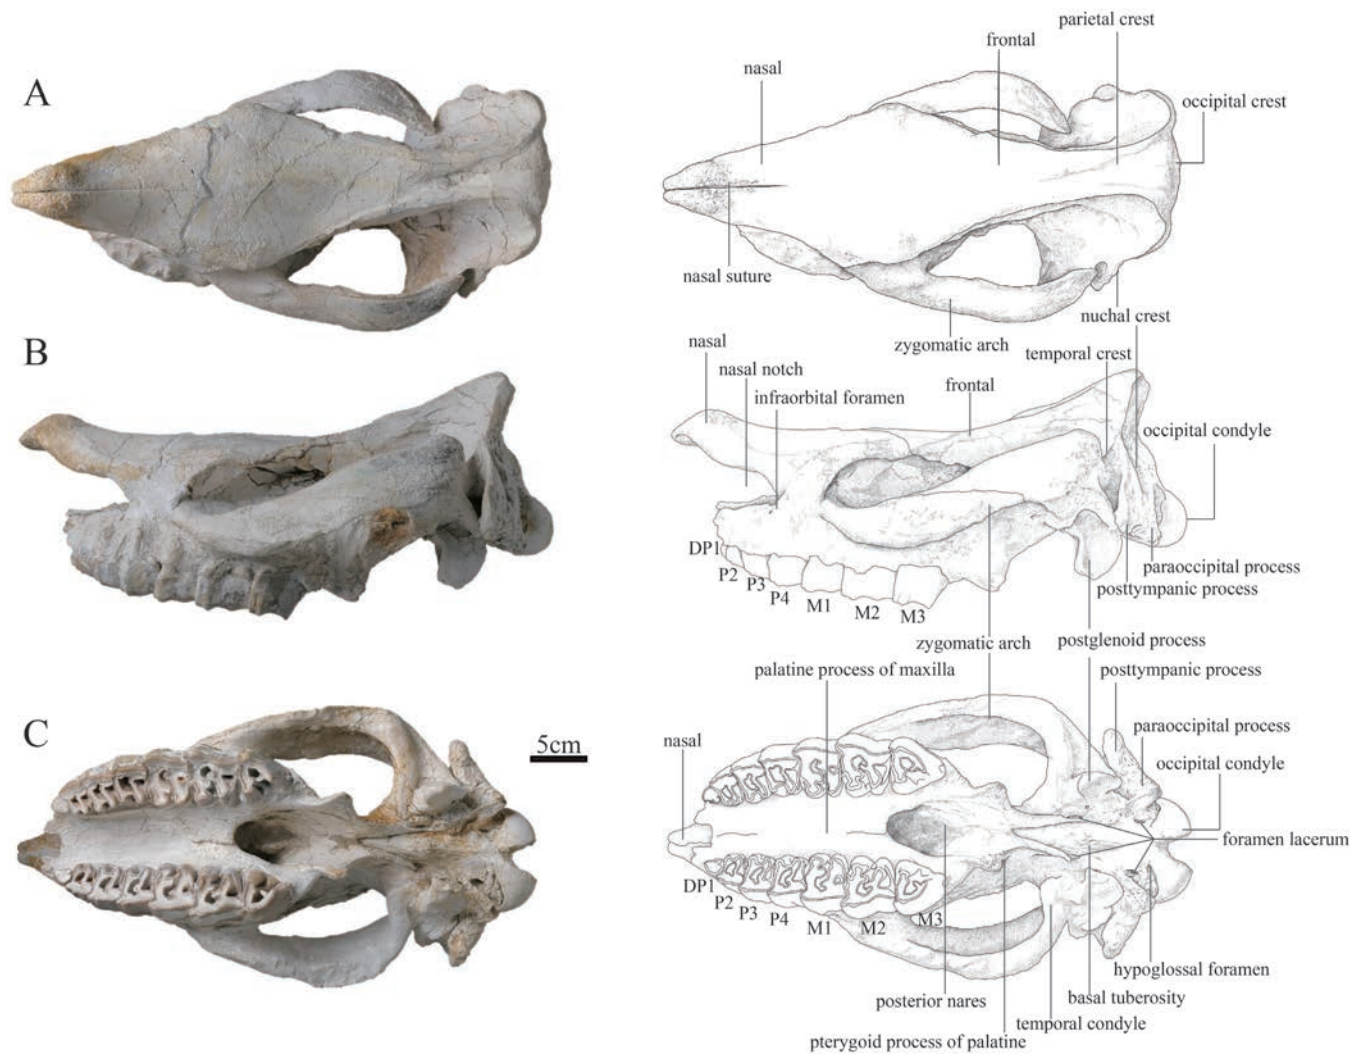 A
parietal crest
frontal
nasal
occipital crest
nasal suture
nuchal crest
zygomatic arch
temporal crest
B
nasal
nasal notch
infraorbital foramen
frontal
occipital condyle
DP1
P2
P3
P4
M1
M2
M3
paraoccipital process
posttympanic process
zygomatic arch
postglenoid process
palatine process of maxilla
posttympanic process
C
5cm
nasal
paraoccipital process
occipital condyle
foramen lacerum
DP1
P2
P3
P4
M1
M2
M3
hypoglossal foramen
posterior nares
basal tuberosity
temporal condyle
pterygoid process of palatine